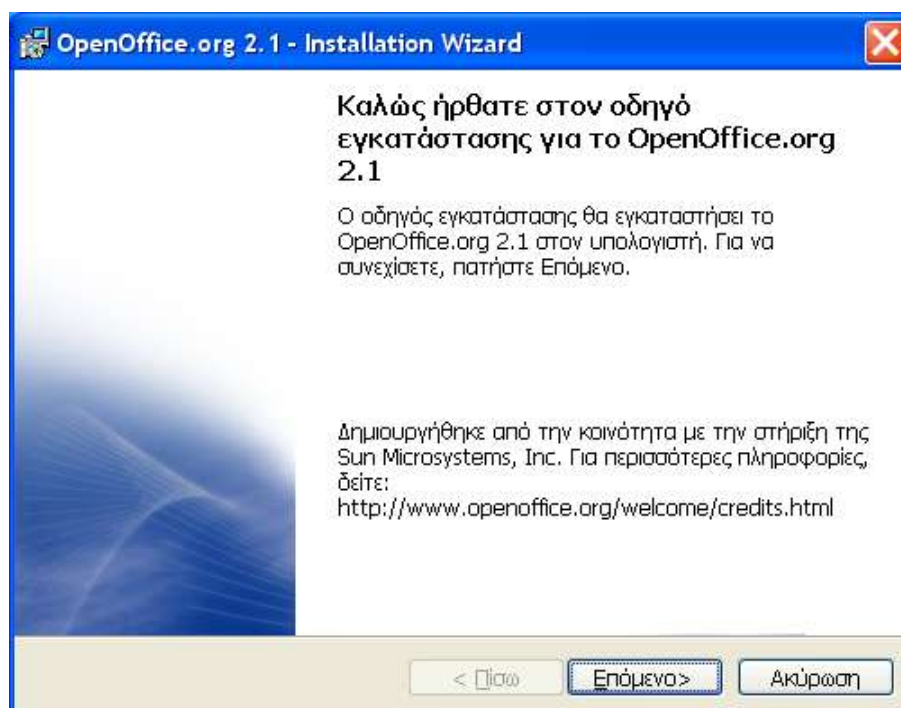 OpenOffice.org 2.1 - Installation Wizard
Καλώς ήρθατε στον οδηγό
εγκατάστασης για το OpenOffice.org
2.1
Ο οδηγός εγκατάστασης θα εγκαταστήσει το
OpenOffice.org 2.1 στον υπολογιστή. Για να
συνεχίσετε, πατήστε Επόμενο.
Δημιουργήθηκε από την κοινότητα με την στήριξη της
Sun Microsystems, Inc. Για περισσότερες πληροφορίες,
δείτε:
http://www.openoffice.org/welcome/credits.html
< Πίσω Επόμενο> Ακύρωση